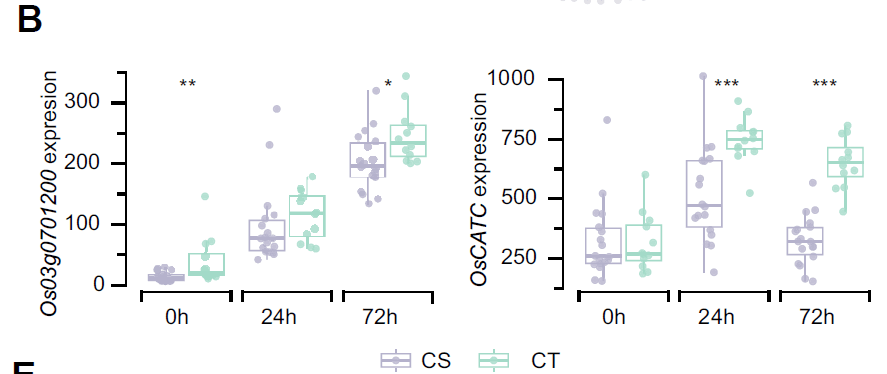 B
Os03g0701200 expression
300
200
100
0
**
*
0h
24h
72h
OsCATC expression
1000
750
500
250
***
***
0h
24h
72h
CS
CT